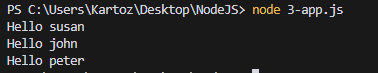 PS C:\Users\Kartoz\Desktop\NodeJS> node 3-app.js
Hello susan
Hello john
Hello peter